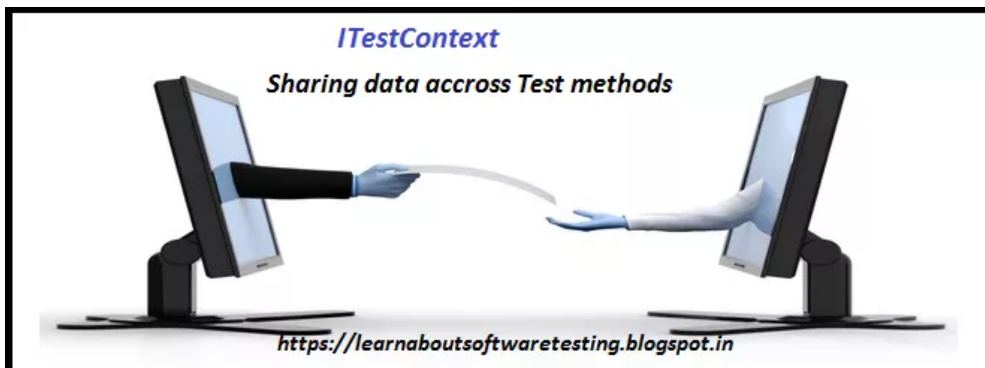 ITestContext
Sharing data accross Test methods
https://learnaboutsoftwaretesting.blogspot.in